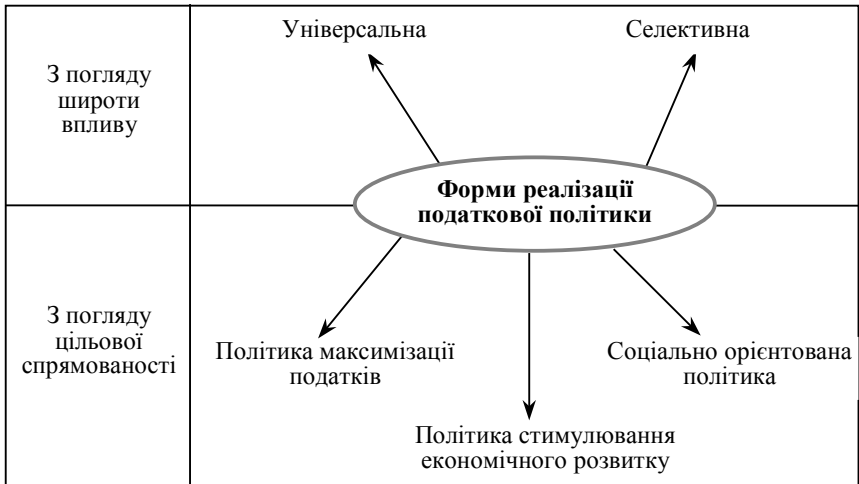 Універсальна
Селективна
З погляду
широти
впливу
Форми реалізації
податкової політики
З погляду
цільової
спрямованості
Політика максимізації
податків
Соціально орієнтована
політика
Політика стимулювання
економічного розвитку